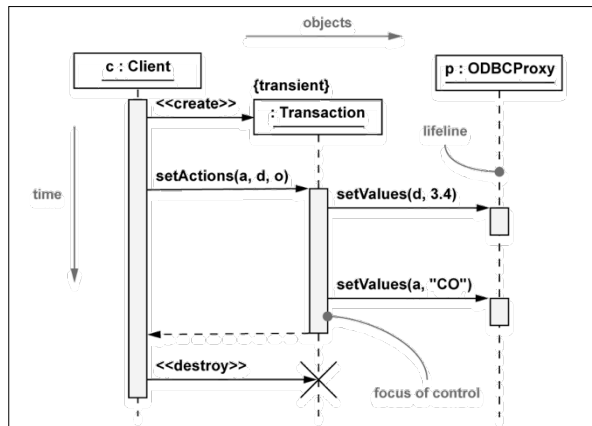 objects
c : Client
p : ODBCProxy
{transient}
<<create>>
: Transaction
lifeline
setActions(a, d, o)
setValues(d, 3.4)
time
setValues(a, "CO")
<<destroy>>
focus of control